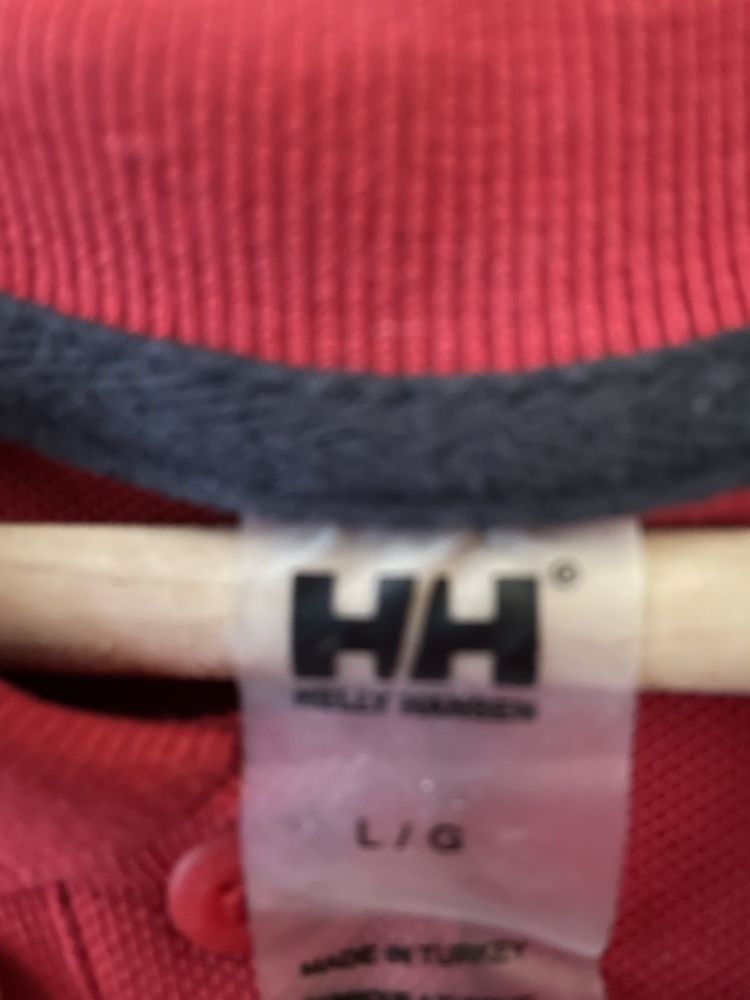 HH®
HELLY HANSEN
L / G
MADE IN TURKEY